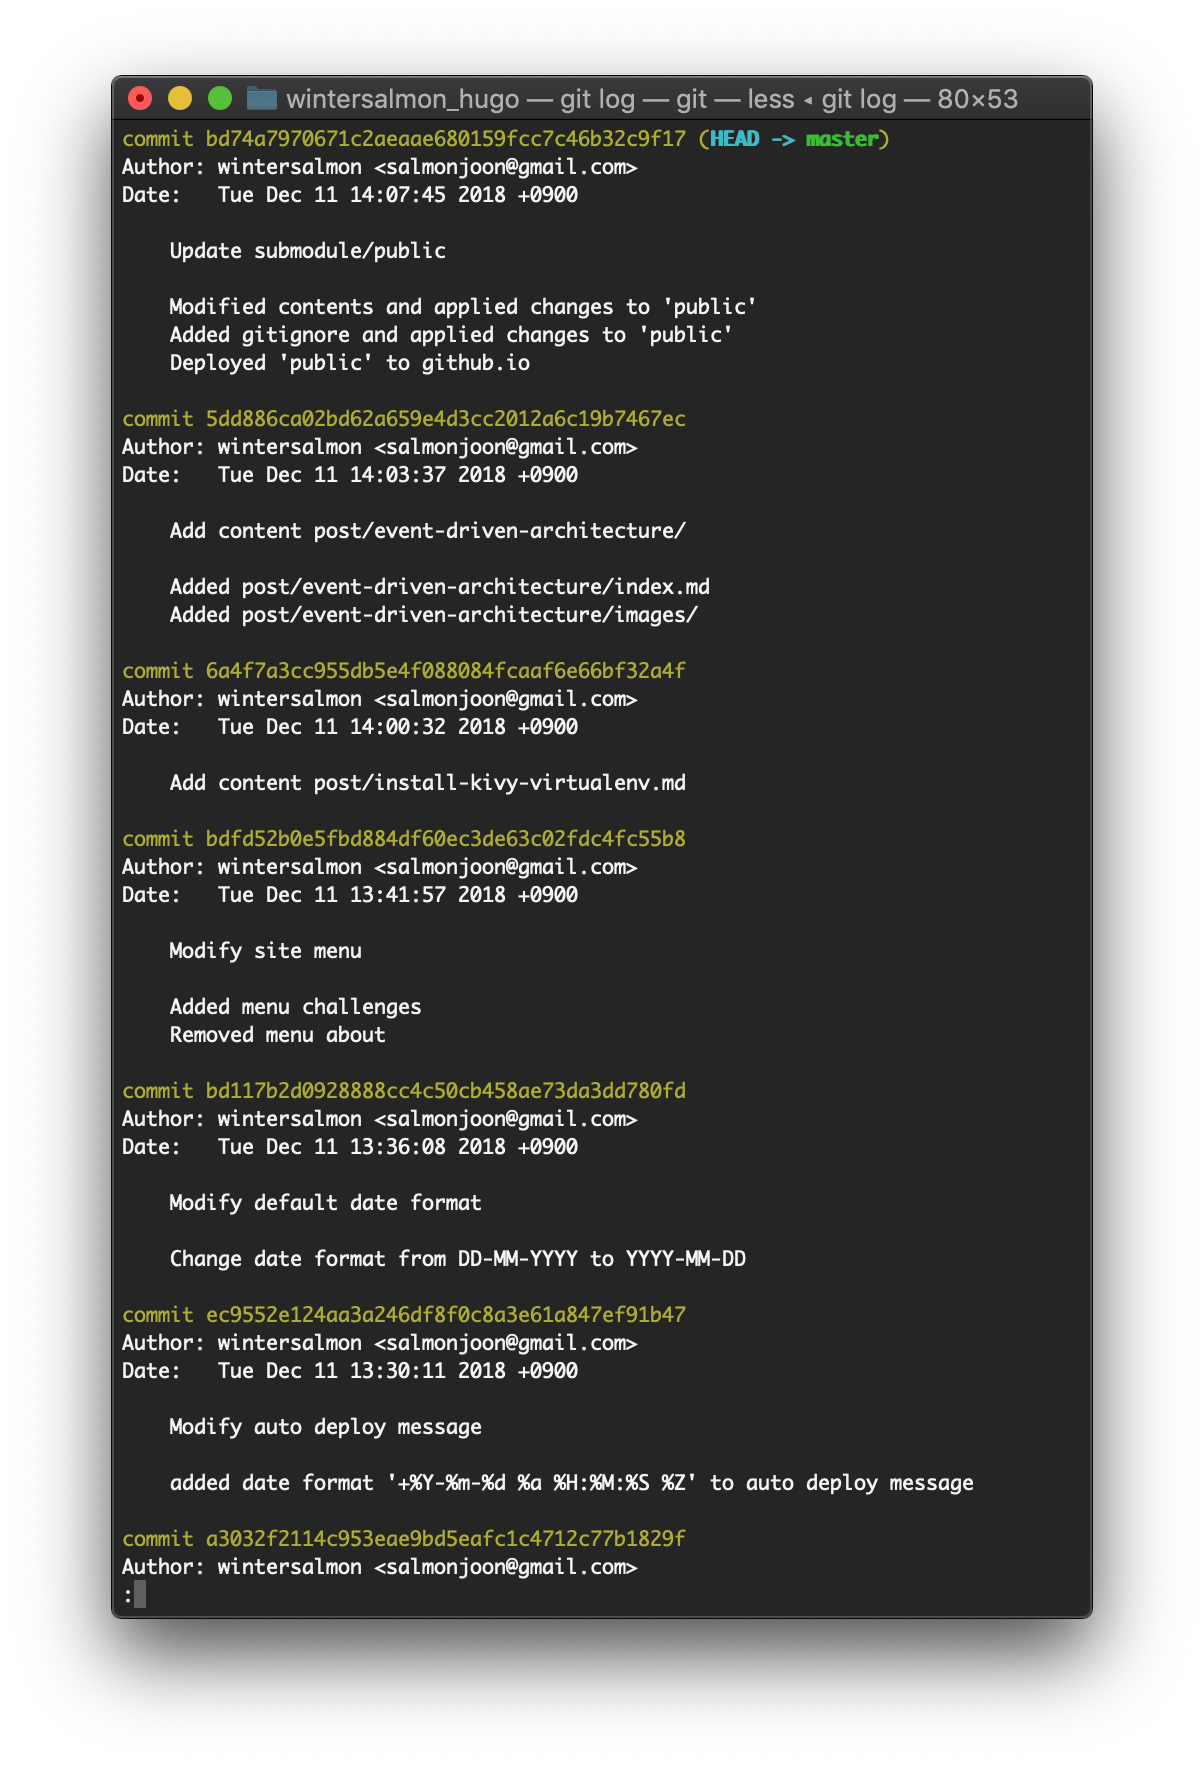 wintersalmon_hugo — git log — git — less ◂ git log — 80×53
commit bd74a7970671c2aeaae680159fcc7c46b32c9f17 (HEAD -> master)
Author: wintersalmon <salmonjoon@gmail.com>
Date:   Tue Dec 11 14:07:45 2018 +0900
    Update submodule/public
    Modified contents and applied changes to 'public'
    Added gitignore and applied changes to 'public'
    Deployed 'public' to github.io
commit 5dd886ca02bd62a659e4d3cc2012a6c19b7467ec
Author: wintersalmon <salmonjoon@gmail.com>
Date:   Tue Dec 11 14:03:37 2018 +0900
    Add content post/event-driven-architecture/
    Added post/event-driven-architecture/index.md
    Added post/event-driven-architecture/images/
commit 6a4f7a3cc955db5e4f088084fcaaf6e66bf32a4f
Author: wintersalmon <salmonjoon@gmail.com>
Date:   Tue Dec 11 14:00:32 2018 +0900
    Add content post/install-kivy-virtualenv.md
commit bdfd52b0e5fbd884df60ec3de63c02fdc4fc55b8
Author: wintersalmon <salmonjoon@gmail.com>
Date:   Tue Dec 11 13:41:57 2018 +0900
    Modify site menu
    Added menu challenges
    Removed menu about
commit bd117b2d0928888cc4c50cb458ae73da3dd780fd
Author: wintersalmon <salmonjoon@gmail.com>
Date:   Tue Dec 11 13:36:08 2018 +0900
    Modify default date format
    Change date format from DD-MM-YYYY to YYYY-MM-DD
commit ec9552e124aa3a246df8f0c8a3e61a847ef91b47
Author: wintersalmon <salmonjoon@gmail.com>
Date:   Tue Dec 11 13:30:11 2018 +0900
    Modify auto deploy message
    added date format '+%Y-%m-%d %a %H:%M:%S %Z' to auto deploy message
commit a3032f2114c953eae9bd5eafc1c4712c77b1829f
Author: wintersalmon <salmonjoon@gmail.com>
: